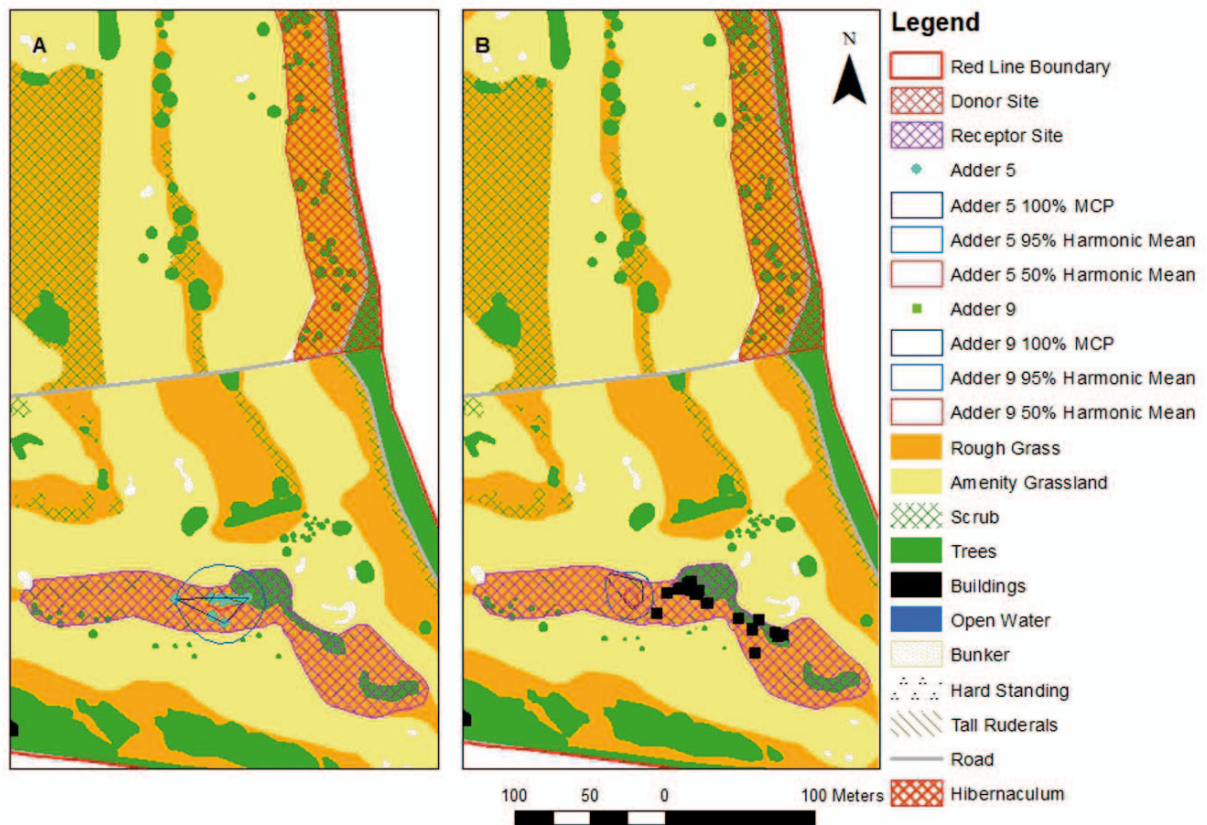 A
B
N
Legend
Red Line Boundary
Donor Site
Receptor Site
Adder 5
Adder 5 100% MCP
Adder 5 95% Harmonic Mean
Adder 5 50% Harmonic Mean
Adder 9
Adder 9 100% MCP
Adder 9 95% Harmonic Mean
Adder 9 50% Harmonic Mean
Rough Grass
Amenity Grassland
Scrub
Trees
Buildings
Open Water
Bunker
Hard Standing
Tall Ruderals
Road
Hibernaculum
100 50 0 100 Meters